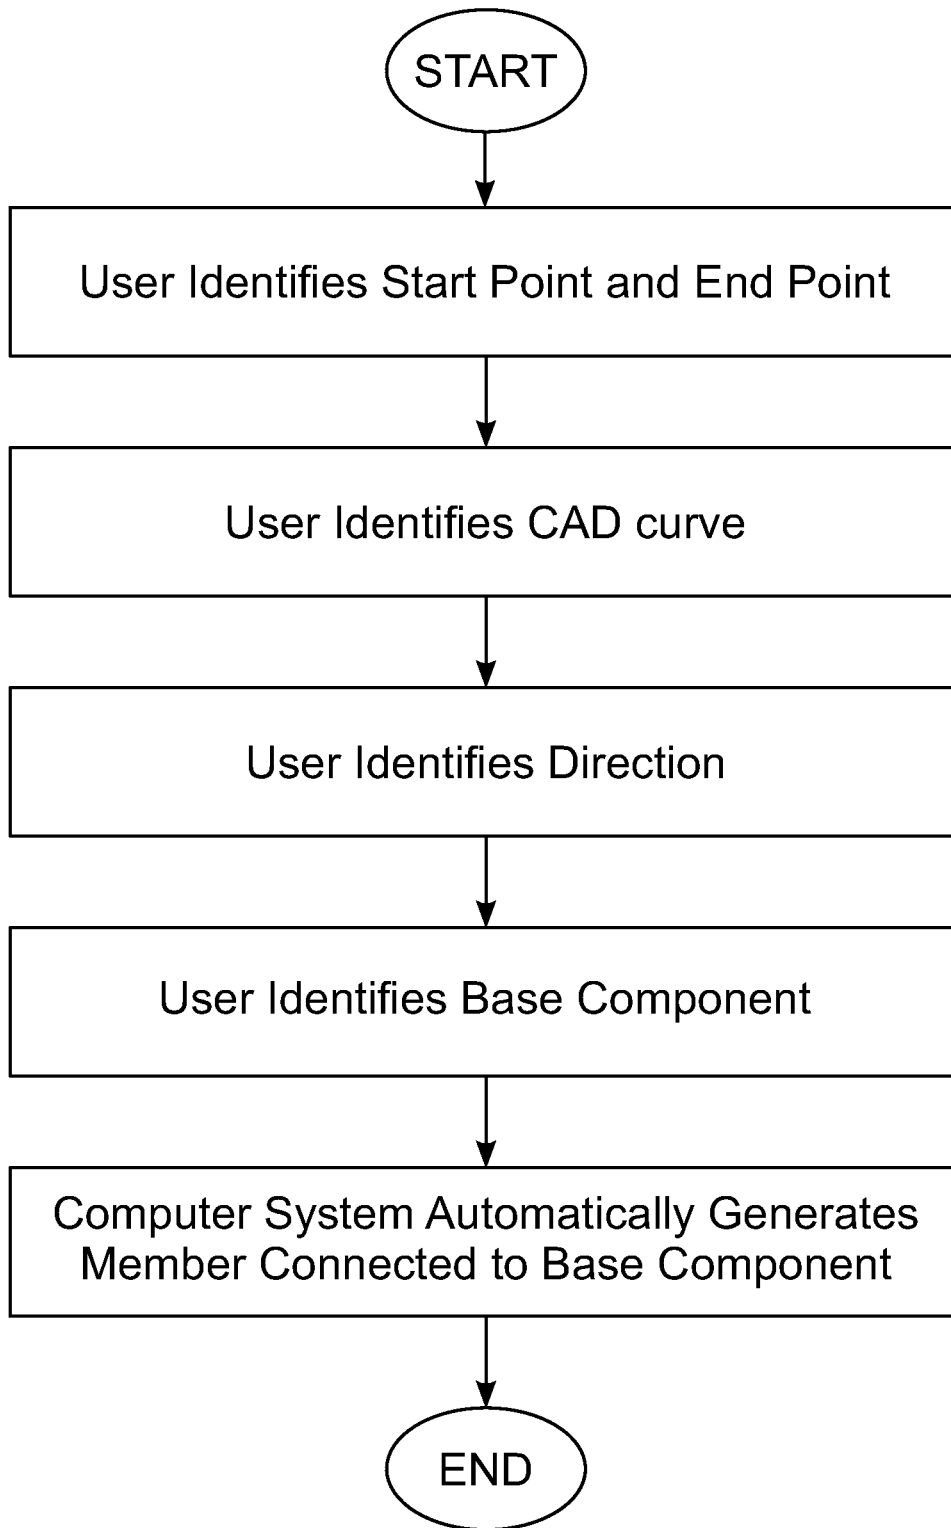 START
User Identifies Start Point and End Point
User Identifies CAD curve
User Identifies Direction
User Identifies Base Component
Computer System Automatically Generates
Member Connected to Base Component
END